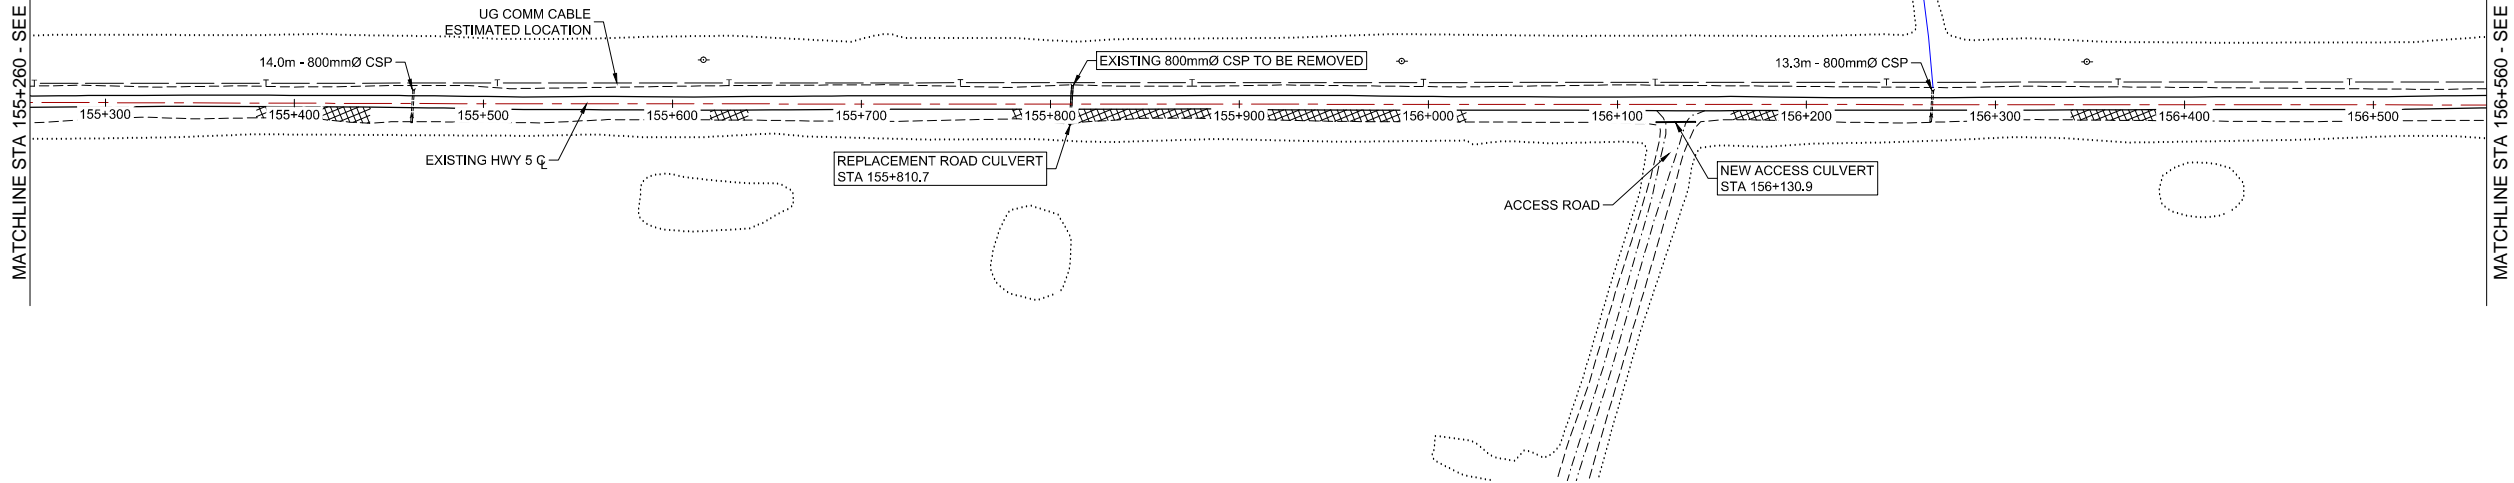 MATCHLINE STA 155+260 - SEE
UG COMM CABLE
ESTIMATED LOCATION
14.0m - 800mmØ CSP
EXISTING 800mmØ CSP TO BE REMOVED
13.3m - 800mmØ CSP
155+300
155+400
155+500
155+600
155+700
155+800
155+900
156+000
156+100
156+200
156+300
156+400
156+500
EXISTING HWY 5 ℄
REPLACEMENT ROAD CULVERT
STA 155+810.7
NEW ACCESS CULVERT
STA 156+130.9
ACCESS ROAD
MATCHLINE STA 156+560 - SEE